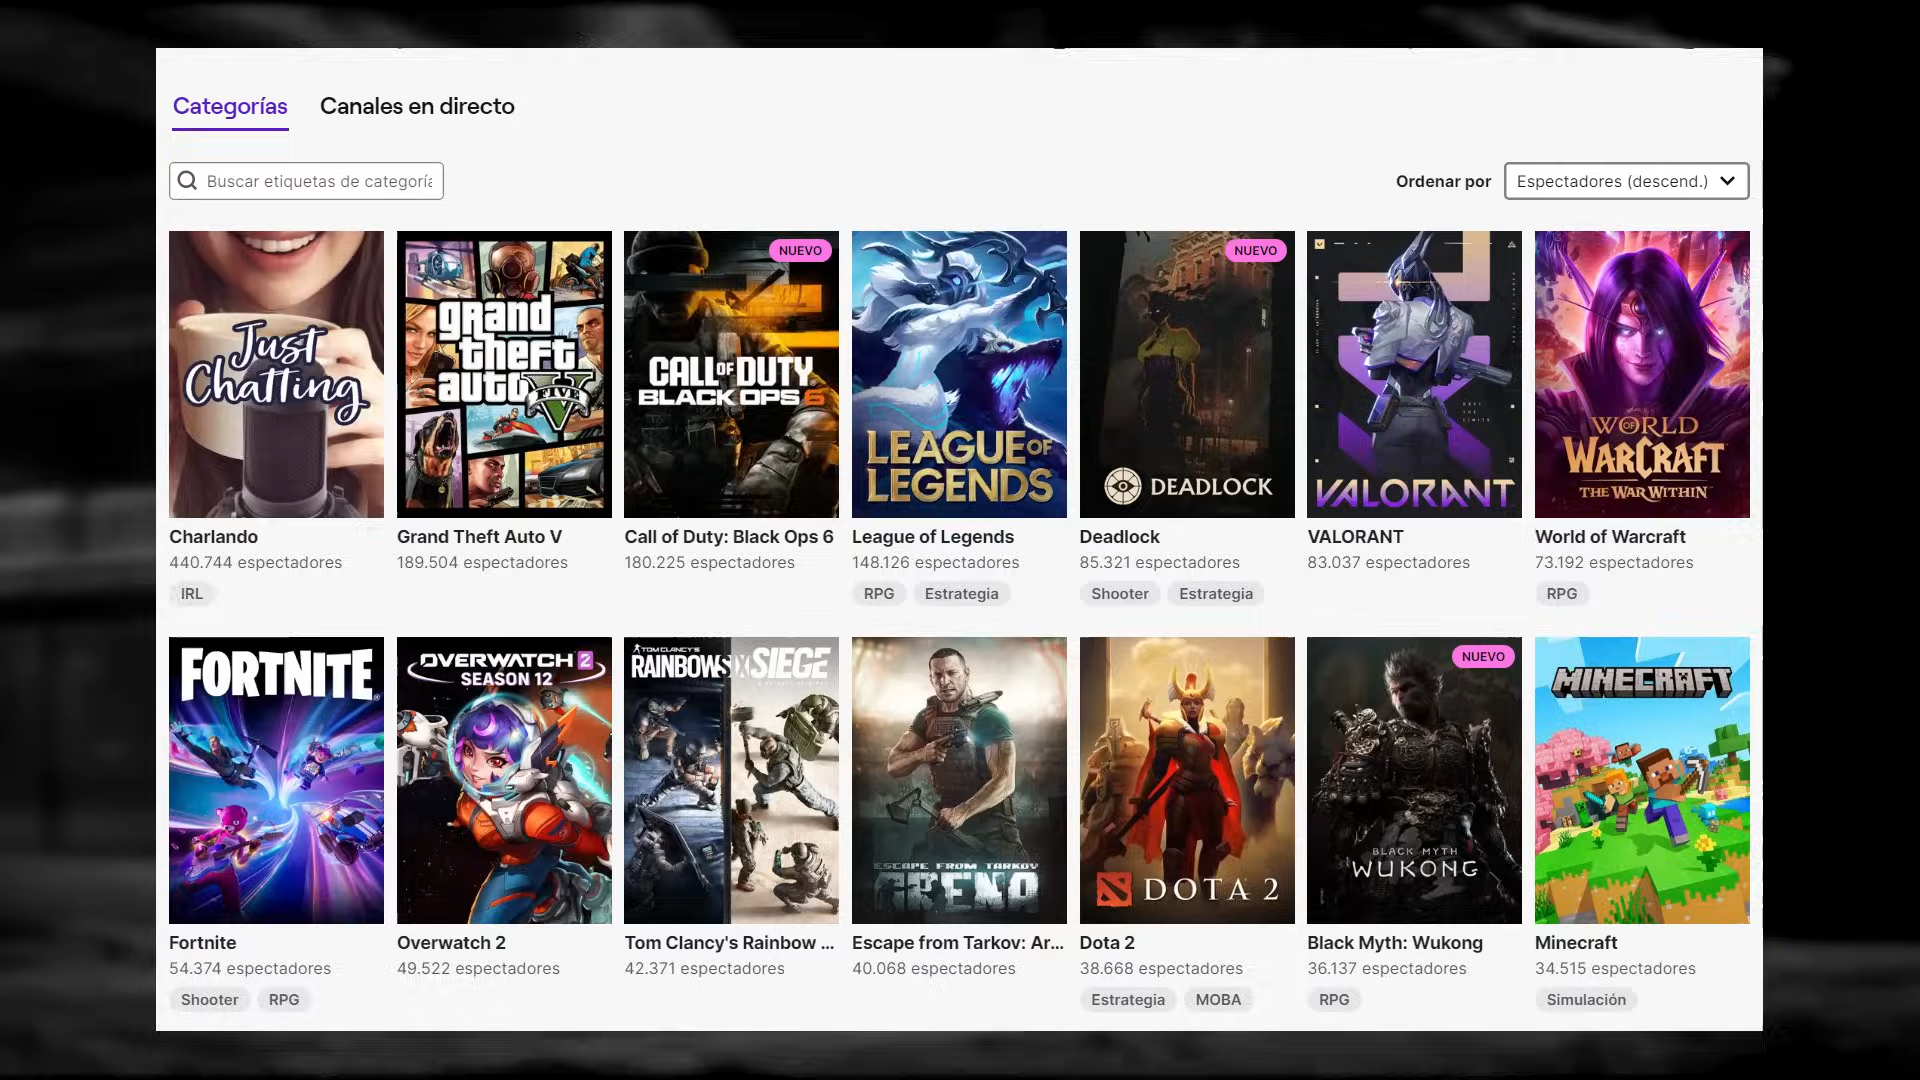 Categorías
Canales en directo
Buscar etiquetas de categoría
Ordenar por
Espectadores (descend.)
Just
Chatting
grand
theft
auto
V
FIVE
NUEVO
CALL OF DUTY
BLACK OPS 6
LEAGUE OF
LEGENDS
NUEVO
DEADLOCK
VALORANT
WORLD
OF
WARCRAFT
THE WAR WITHIN
Charlando
440.744 espectadores
IRL
Grand Theft Auto V
189.504 espectadores
Call of Duty: Black Ops 6
180.225 espectadores
League of Legends
148.126 espectadores
RPG
Estrategia
Deadlock
85.321 espectadores
Shooter
Estrategia
VALORANT
83.037 espectadores
World of Warcraft
73.192 espectadores
RPG
FORTNITE
OVERWATCH 2
SEASON 12
TOM CLANCY'S
RAINBOW SIX SIEGE
ESCAPE FROM TARKOV
ARENA
DOTA 2
NUEVO
BLACK MYTH
WUKONG
MINECRAFT
Fortnite
54.374 espectadores
Shooter
RPG
Overwatch 2
49.522 espectadores
Tom Clancy's Rainbow ...
42.371 espectadores
Escape from Tarkov: Ar...
40.068 espectadores
Dota 2
38.668 espectadores
Estrategia
MOBA
Black Myth: Wukong
36.137 espectadores
RPG
Minecraft
34.515 espectadores
Simulación